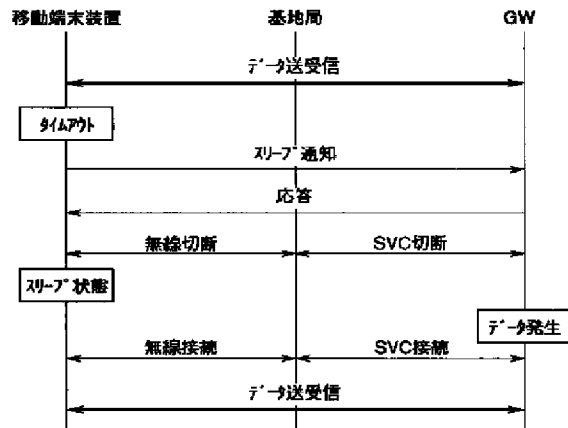 移動端末装置 基地局 GW
ﾃﾞｰﾀ送受信
ﾀｲﾑｱｳﾄ
ｽﾘｰﾌﾟ通知
応答
無線切断 SVC切断
ｽﾘｰﾌﾟ状態
ﾃﾞｰﾀ発生
無線接続 SVC接続
ﾃﾞｰﾀ送受信